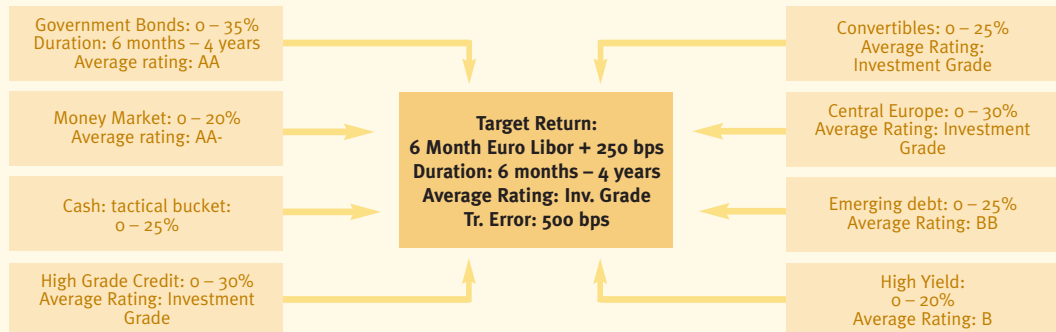 Government Bonds: 0 – 35%
Duration: 6 months – 4 years
Average rating: AA
Money Market: 0 – 20%
Average rating: AA-
Cash: tactical bucket:
0 – 25%
High Grade Credit: 0 – 30%
Average Rating: Investment
Grade
Target Return:
6 Month Euro Libor + 250 bps
Duration: 6 months – 4 years
Average Rating: Inv. Grade
Tr. Error: 500 bps
Convertibles: 0 – 25%
Average Rating:
Investment Grade
Central Europe: 0 – 30%
Average Rating: Investment
Grade
Emerging debt: 0 – 25%
Average Rating: BB
High Yield:
0 – 20%
Average Rating: B